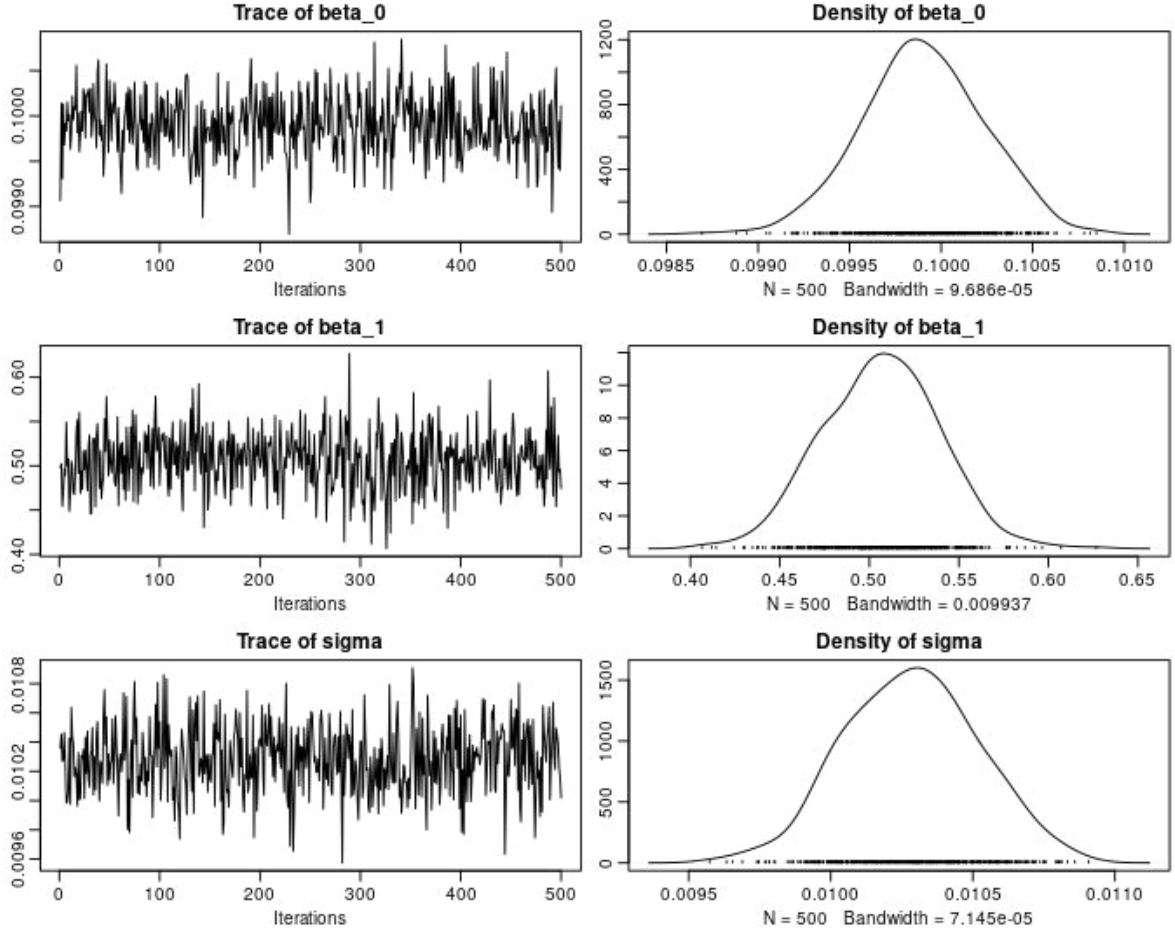 Trace of beta_0
0.0990 0.1000
0 100 200 300 400 500
Iterations
Density of beta_0
0 400 800 1200
0.0985 0.0990 0.0995 0.1000 0.1005 0.1010
N = 500 Bandwidth = 9.686e-05
Trace of beta_1
0.40 0.50 0.60
0 100 200 300 400 500
Iterations
Density of beta_1
0 2 4 6 8 10
0.40 0.45 0.50 0.55 0.60 0.65
N = 500 Bandwidth = 0.009937
Trace of sigma
0.0096 0.0102 0.0108
0 100 200 300 400 500
Iterations
Density of sigma
0 500 1000 1500
0.0095 0.0100 0.0105 0.0110
N = 500 Bandwidth = 7.145e-05